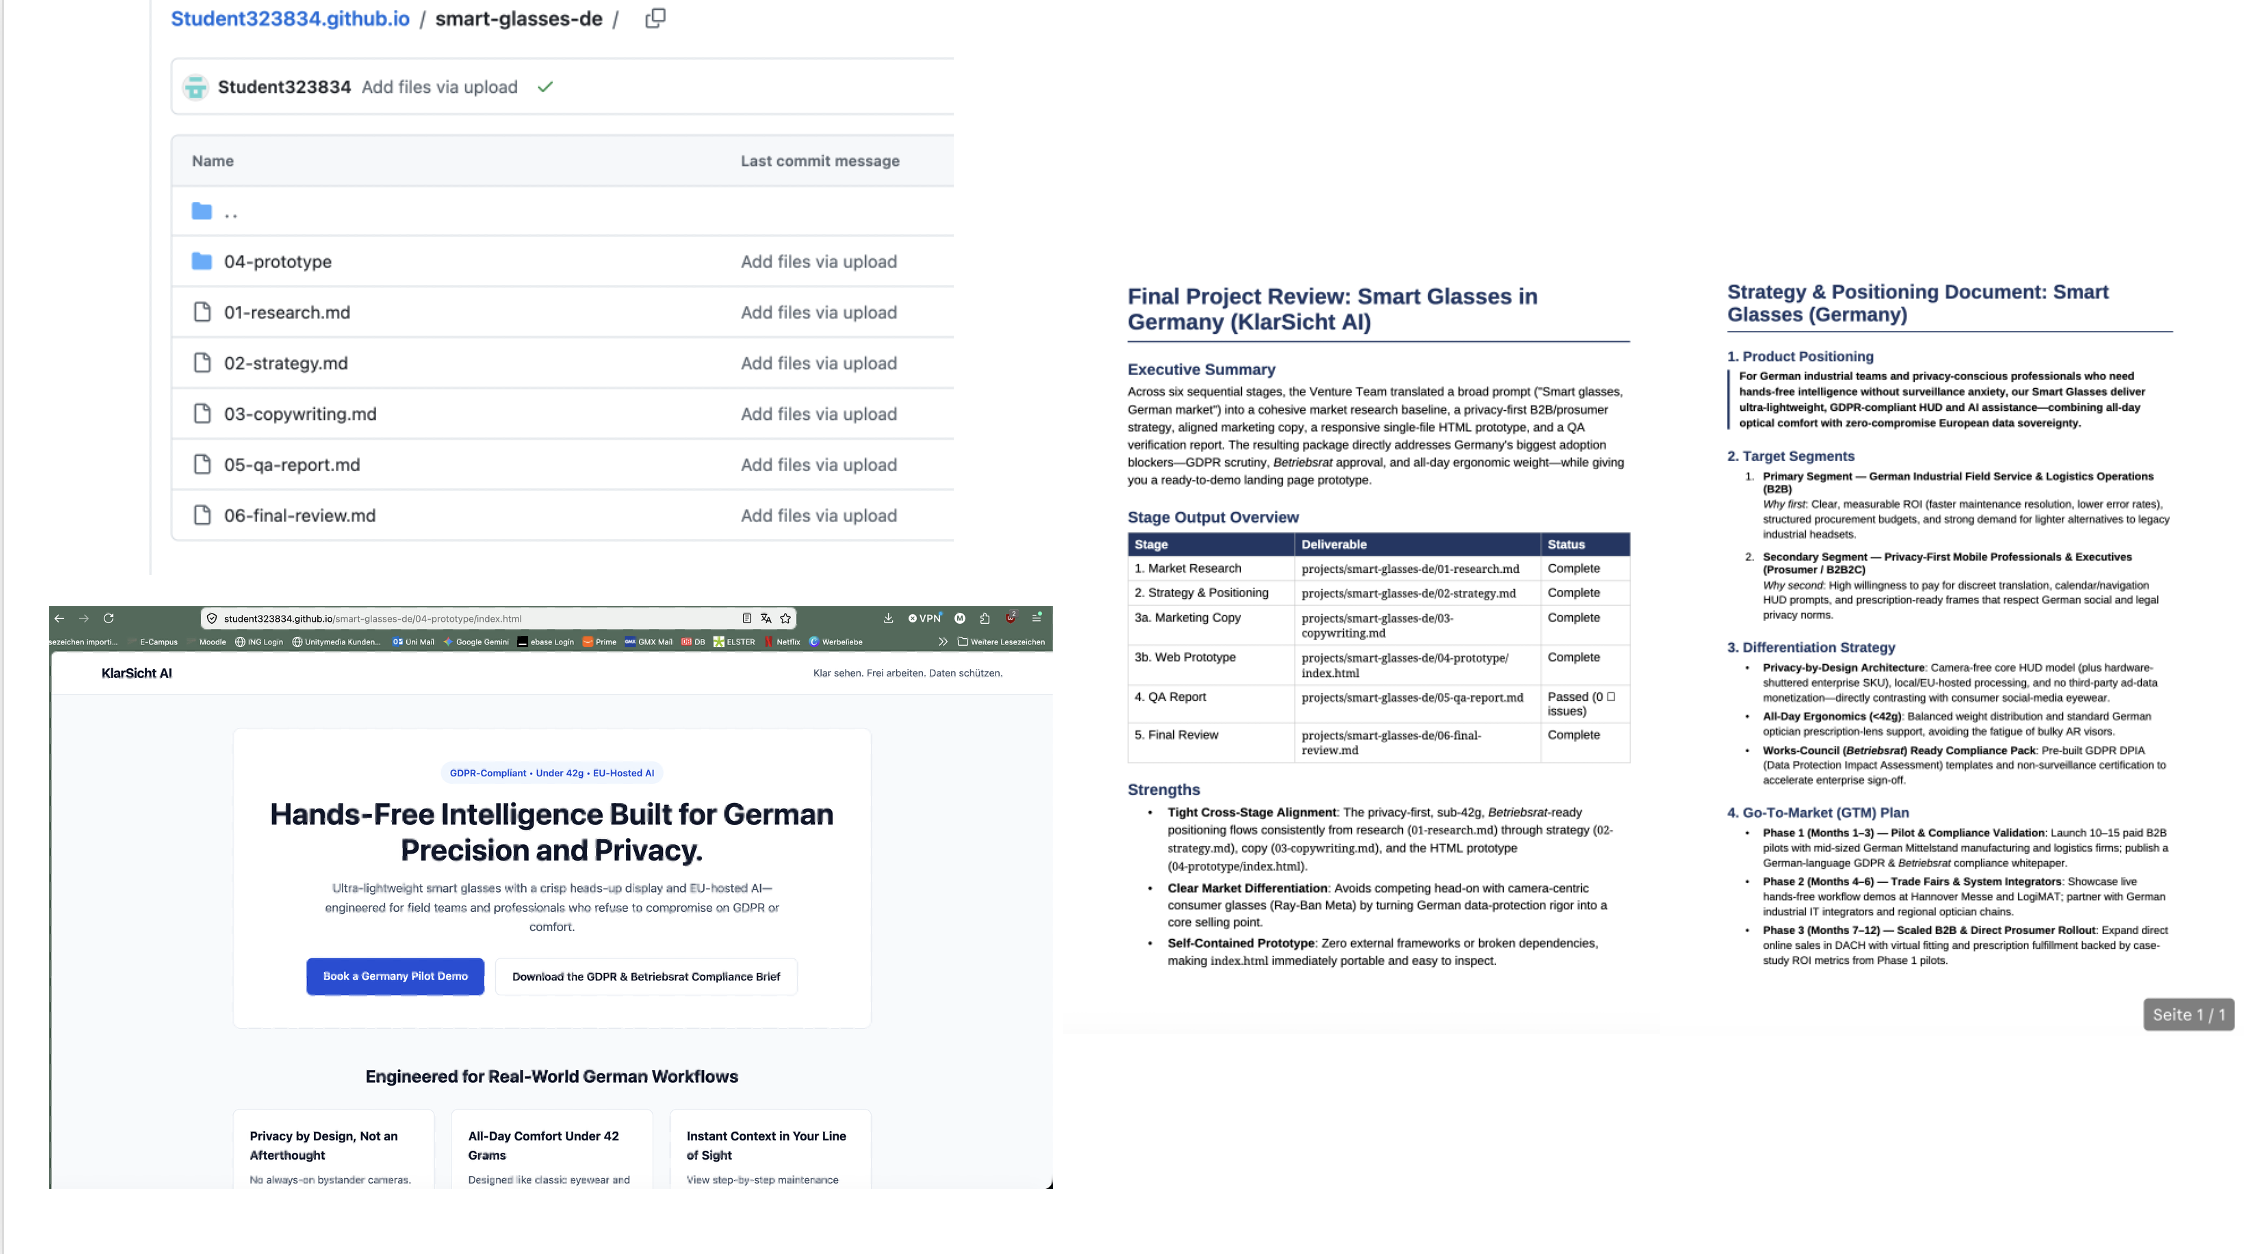 Student323834.github.io / smart-glasses-de /
Student323834 Add files via upload
Name Last commit message
..
04-prototype Add files via upload
01-research.md Add files via upload
02-strategy.md Add files via upload
03-copywriting.md Add files via upload
05-qa-report.md Add files via upload
06-final-review.md Add files via upload
student323834.github.io/smart-glasses-de/04-prototype/index.html
VPN
M
2
sezeichen importi... E-Campus Moodle ING Login Unitymedia Kunden... Uni Mail Google Gemini ebase Login Prime GMX Mail DB ELSTER Netflix Werbeliebe Weitere Lesezeichen
KlarSicht AI Klar sehen. Frei arbeiten. Daten schützen.
GDPR-Compliant • Under 42g • EU-Hosted AI
Hands-Free Intelligence Built for German
Precision and Privacy.
Ultra-lightweight smart glasses with a crisp heads-up display and EU-hosted AI—
engineered for field teams and professionals who refuse to compromise on GDPR or
comfort.
Book a Germany Pilot Demo Download the GDPR & Betriebsrat Compliance Brief
Engineered for Real-World German Workflows
Privacy by Design, Not an
Afterthought
No always-on bystander cameras.
All-Day Comfort Under 42
Grams
Designed like classic eyewear and
Instant Context in Your Line
of Sight
View step-by-step maintenance
Final Project Review: Smart Glasses in
Germany (KlarSicht AI)
Executive Summary
Across six sequential stages, the Venture Team translated a broad prompt ("Smart glasses,
German market") into a cohesive market research baseline, a privacy-first B2B/prosumer
strategy, aligned marketing copy, a responsive single-file HTML prototype, and a QA
verification report. The resulting package directly addresses Germany's biggest adoption
blockers—GDPR scrutiny, Betriebsrat approval, and all-day ergonomic weight—while giving
you a ready-to-demo landing page prototype.
Stage Output Overview
Stage Deliverable Status
1. Market Research projects/smart-glasses-de/01-research.md Complete
2. Strategy & Positioning projects/smart-glasses-de/02-strategy.md Complete
3a. Marketing Copy projects/smart-glasses-de/03- Complete
copywriting.md
3b. Web Prototype projects/smart-glasses-de/04-prototype/ Complete
index.html
4. QA Report projects/smart-glasses-de/05-qa-report.md Passed (0 □
issues)
5. Final Review projects/smart-glasses-de/06-final- Complete
review.md
Strengths
• Tight Cross-Stage Alignment: The privacy-first, sub-42g, Betriebsrat-ready
positioning flows consistently from research (01-research.md) through strategy (02-
strategy.md), copy (03-copywriting.md), and the HTML prototype
(04-prototype/index.html).
• Clear Market Differentiation: Avoids competing head-on with camera-centric
consumer glasses (Ray-Ban Meta) by turning German data-protection rigor into a
core selling point.
• Self-Contained Prototype: Zero external frameworks or broken dependencies,
making index.html immediately portable and easy to inspect.
Strategy & Positioning Document: Smart
Glasses (Germany)
1. Product Positioning
For German industrial teams and privacy-conscious professionals who need
hands-free intelligence without surveillance anxiety, our Smart Glasses deliver
ultra-lightweight, GDPR-compliant HUD and AI assistance—combining all-day
optical comfort with zero-compromise European data sovereignty.
2. Target Segments
1. Primary Segment — German Industrial Field Service & Logistics Operations
(B2B)
Why first: Clear, measurable ROI (faster maintenance resolution, lower error rates),
structured procurement budgets, and strong demand for lighter alternatives to legacy
industrial headsets.
2. Secondary Segment — Privacy-First Mobile Professionals & Executives
(Prosumer / B2B2C)
Why second: High willingness to pay for discreet translation, calendar/navigation
HUD prompts, and prescription-ready frames that respect German social and legal
privacy norms.
3. Differentiation Strategy
• Privacy-by-Design Architecture: Camera-free core HUD model (plus hardware-
shuttered enterprise SKU), local/EU-hosted processing, and no third-party ad-data
monetization—directly contrasting with consumer social-media eyewear.
• All-Day Ergonomics (<42g): Balanced weight distribution and standard German
optician prescription-lens support, avoiding the fatigue of bulky AR visors.
• Works-Council (Betriebsrat) Ready Compliance Pack: Pre-built GDPR DPIA
(Data Protection Impact Assessment) templates and non-surveillance certification to
accelerate enterprise sign-off.
4. Go-To-Market (GTM) Plan
• Phase 1 (Months 1–3) — Pilot & Compliance Validation: Launch 10–15 paid B2B
pilots with mid-sized German Mittelstand manufacturing and logistics firms; publish a
German-language GDPR & Betriebsrat compliance whitepaper.
• Phase 2 (Months 4–6) — Trade Fairs & System Integrators: Showcase live
hands-free workflow demos at Hannover Messe and LogiMAT; partner with German
industrial IT integrators and regional optician chains.
• Phase 3 (Months 7–12) — Scaled B2B & Direct Prosumer Rollout: Expand direct
online sales in DACH with virtual fitting and prescription fulfillment backed by case-
study ROI metrics from Phase 1 pilots.
Seite 1 / 1